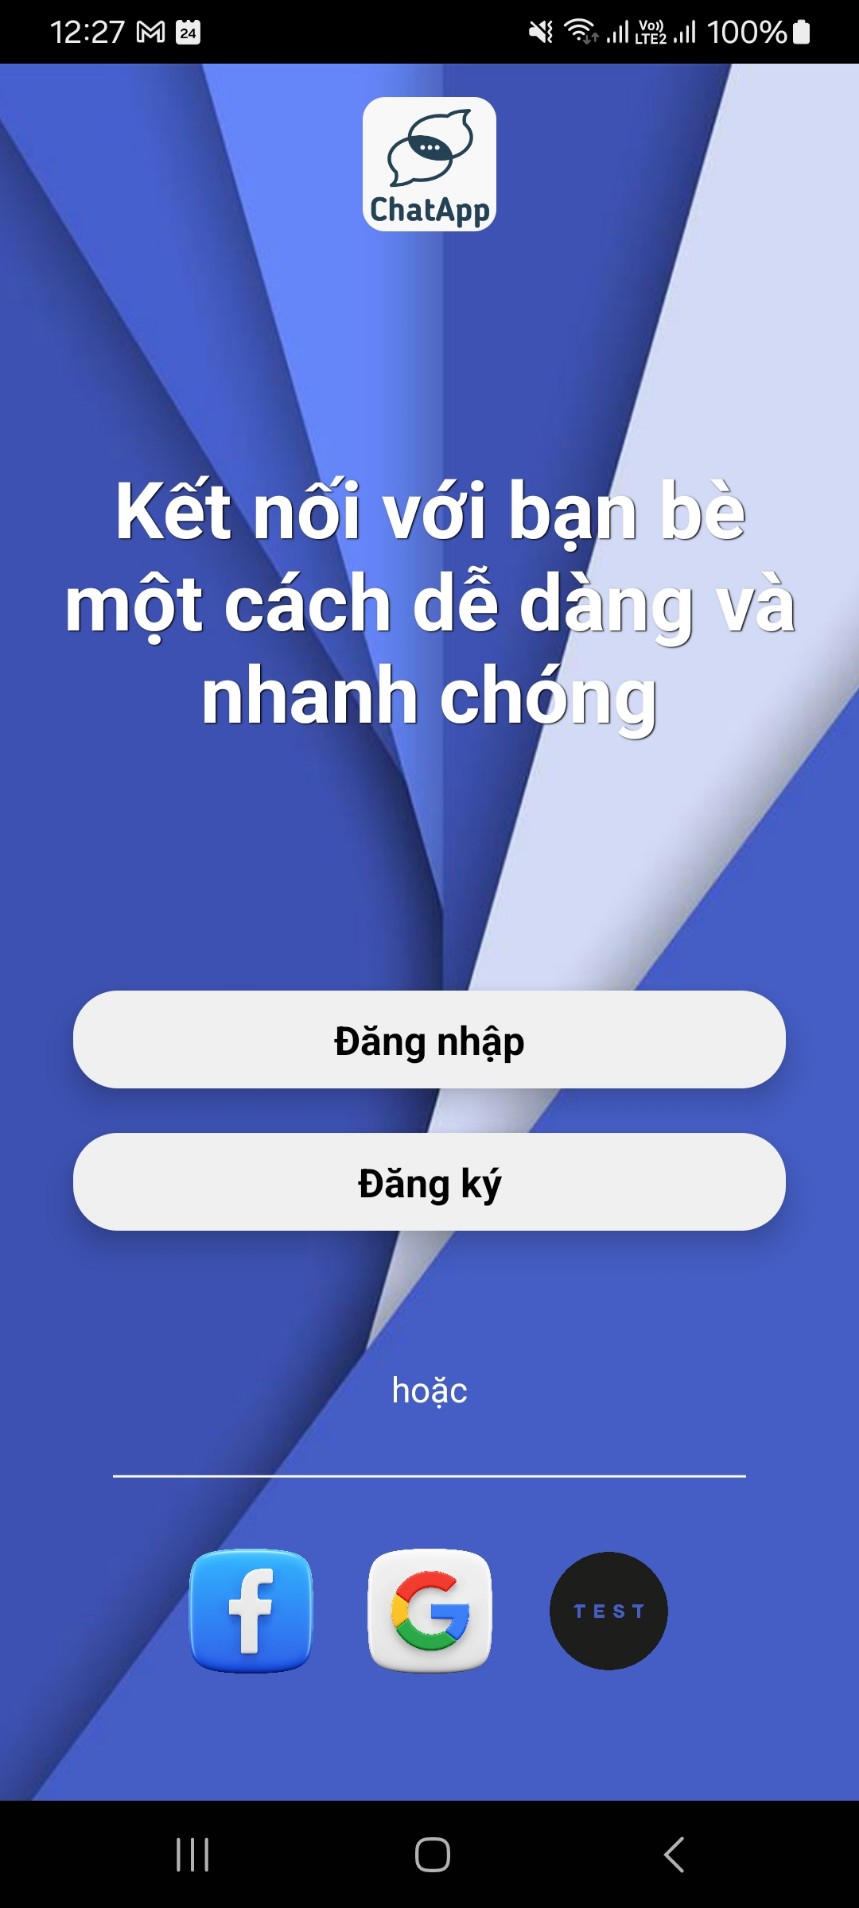 12:27 24 Vo)) LTE2 100%
ChatApp
Kết nối với bạn bè
một cách dễ dàng và
nhanh chóng
Đăng nhập
Đăng ký
hoặc
f G TEST